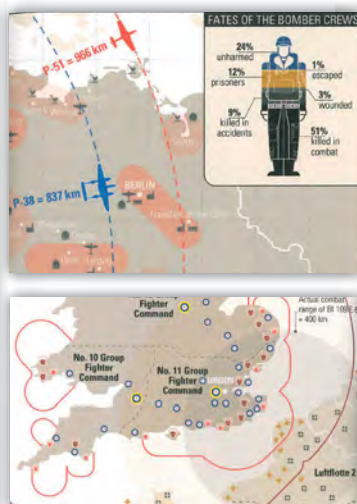 FATES OF THE BOMBER CREWS
24%
unharmed
1%
escaped
12%
prisoners
3%
wounded
9%
killed in
accidents
51%
killed in
combat
P-51 = 966 km
P-38 = 837 km
BERLIN
Fighter
Command
No. 10 Group
Fighter
Command
No. 11 Group
Fighter
Command
Actual combat
range of
= 400 km
Luftflotte 2